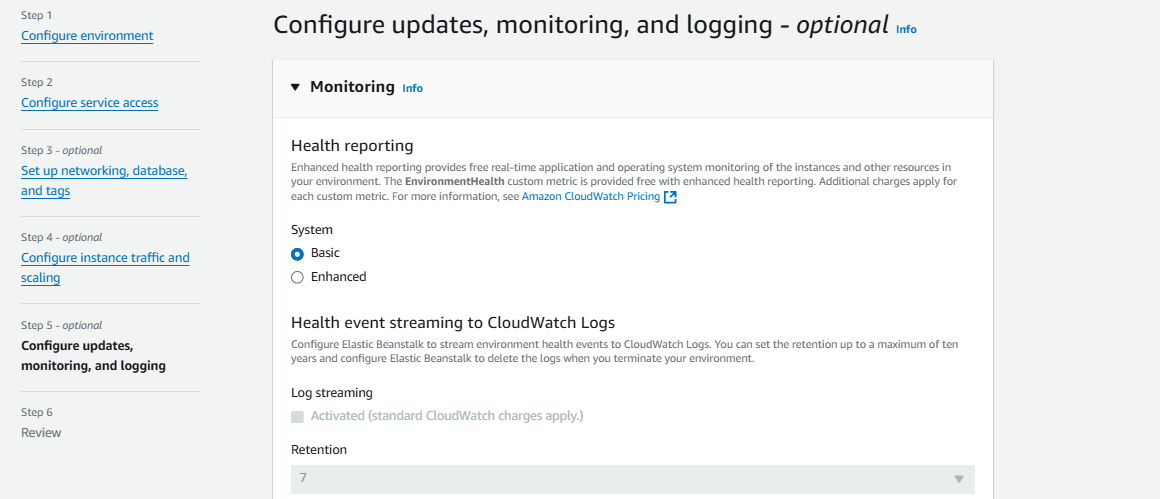 Step 1
Configure environment
Step 2
Configure service access
Step 3 - optional
Set up networking, database,
and tags
Step 4 - optional
Configure instance traffic and
scaling
Step 5 - optional
Configure updates,
monitoring, and logging
Step 6
Review
Configure updates, monitoring, and logging - optional Info
Monitoring Info
Health reporting
Enhanced health reporting provides free real-time application and operating system monitoring of the instances and other resources in
your environment. The EnvironmentHealth custom metric is provided free with enhanced health reporting. Additional charges apply for
each custom metric. For more information, see Amazon CloudWatch Pricing
System
Basic
Enhanced
Health event streaming to CloudWatch Logs
Configure Elastic Beanstalk to stream environment health events to CloudWatch Logs. You can set the retention up to a maximum of ten
years and configure Elastic Beanstalk to delete the logs when you terminate your environment.
Log streaming
Activated (standard CloudWatch charges apply.)
Retention
7